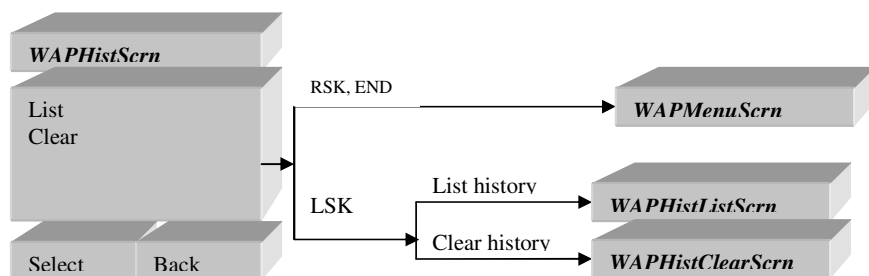 WAPHistScrn
List
Clear
Select Back
RSK, END
LSK
List history
Clear history
WAPMenuScrn
WAPHistListScrn
WAPHistClearScrn